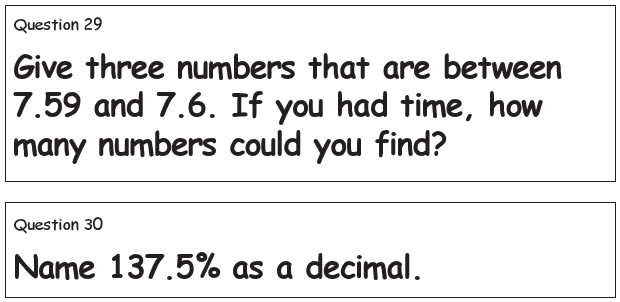 Question 29
Give three numbers that are between
7.59 and 7.6. If you had time, how
many numbers could you find?
Question 30
Name 137.5% as a decimal.